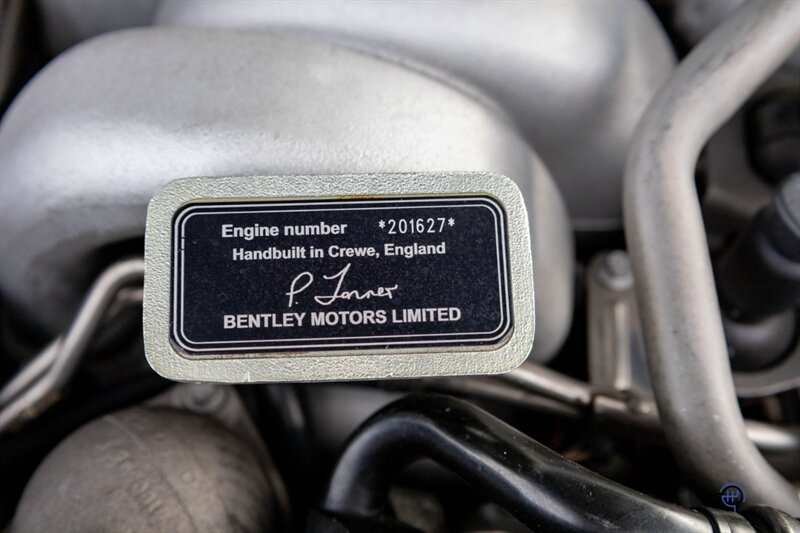 Engine number *201627*
Handbuilt in Crewe, England
P. Tonner
BENTLEY MOTORS LIMITED